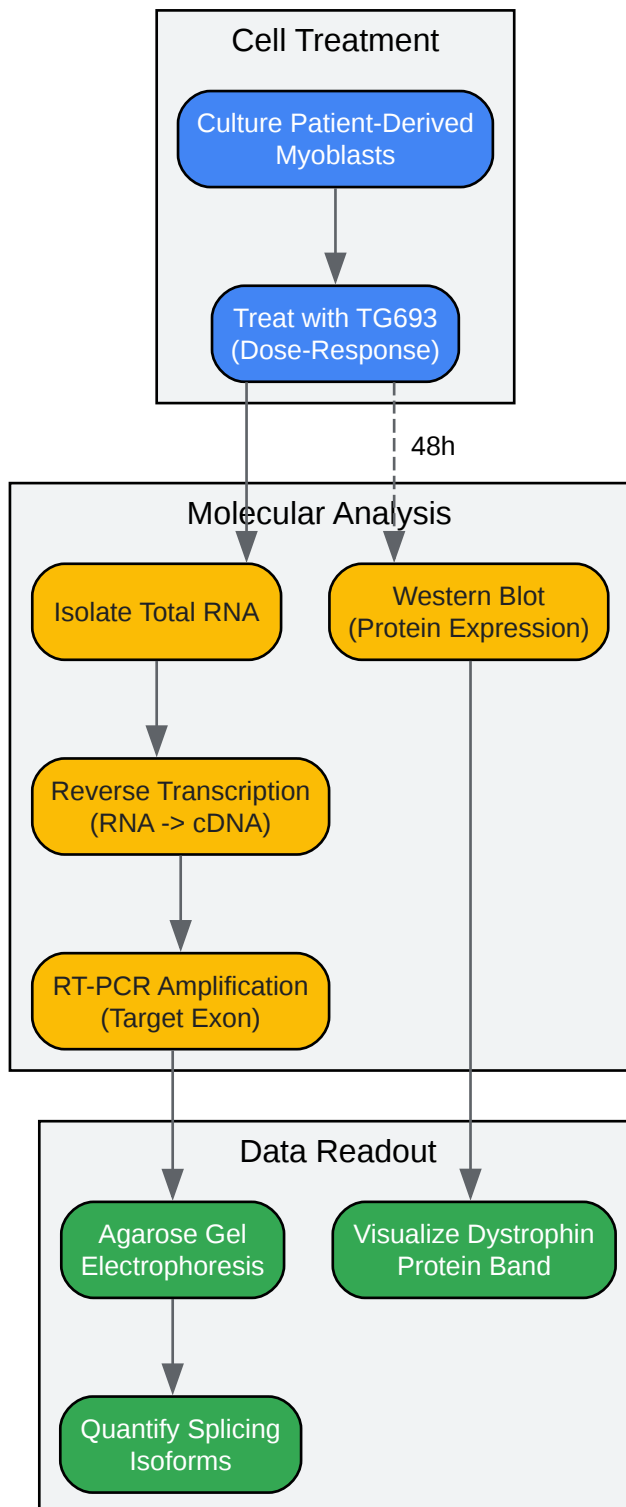 Cell Treatment
Culture Patient-Derived
Myoblasts
Treat with TG693
(Dose-Response)
48h
Molecular Analysis
Isolate Total RNA
Western Blot
(Protein Expression)
Reverse Transcription
(RNA -> cDNA)
RT-PCR Amplification
(Target Exon)
Data Readout
Agarose Gel
Electrophoresis
Visualize Dystrophin
Protein Band
Quantify Splicing
Isoforms